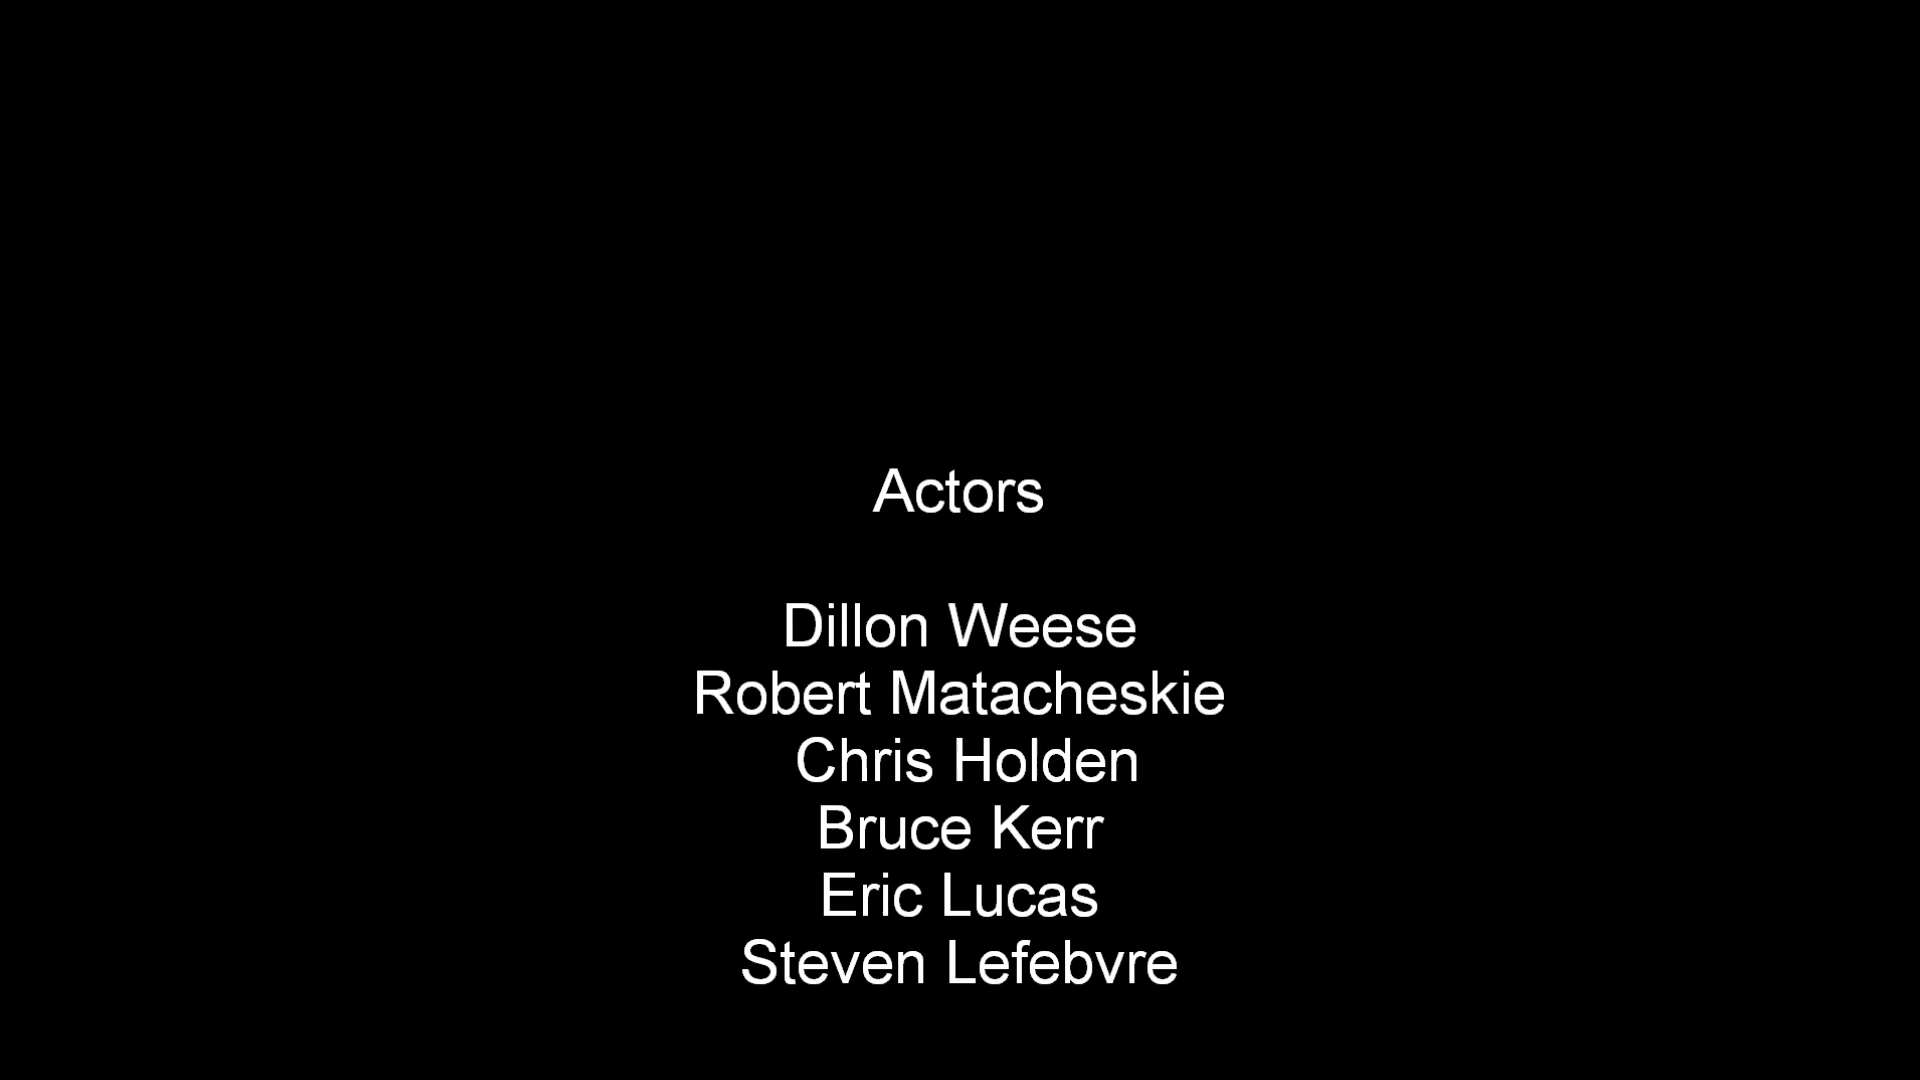 Actors
Dillon Weese
Robert Matacheskie
Chris Holden
Bruce Kerr
Eric Lucas
Steven Lefebvre